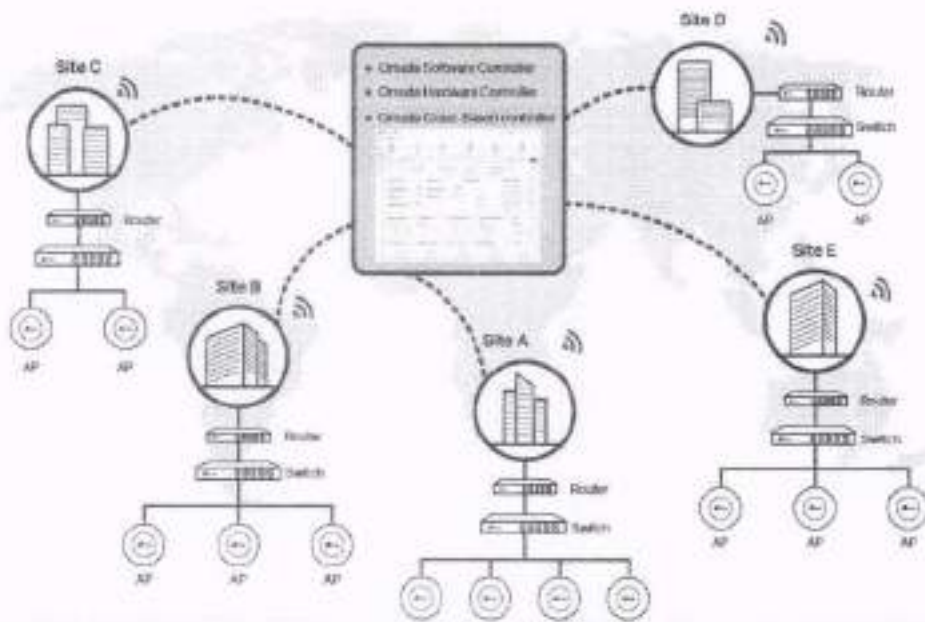 Site D
Site C
Omada Software Controller
Omada Hardware Controller
Omada Cloud-Based controller
Router
Switch
AP
AP
Router
Site E
Site B
AP
AP
Site A
Router
Switch
Router
Switch
Router
Switch
AP
AP
AP
AP
AP
AP